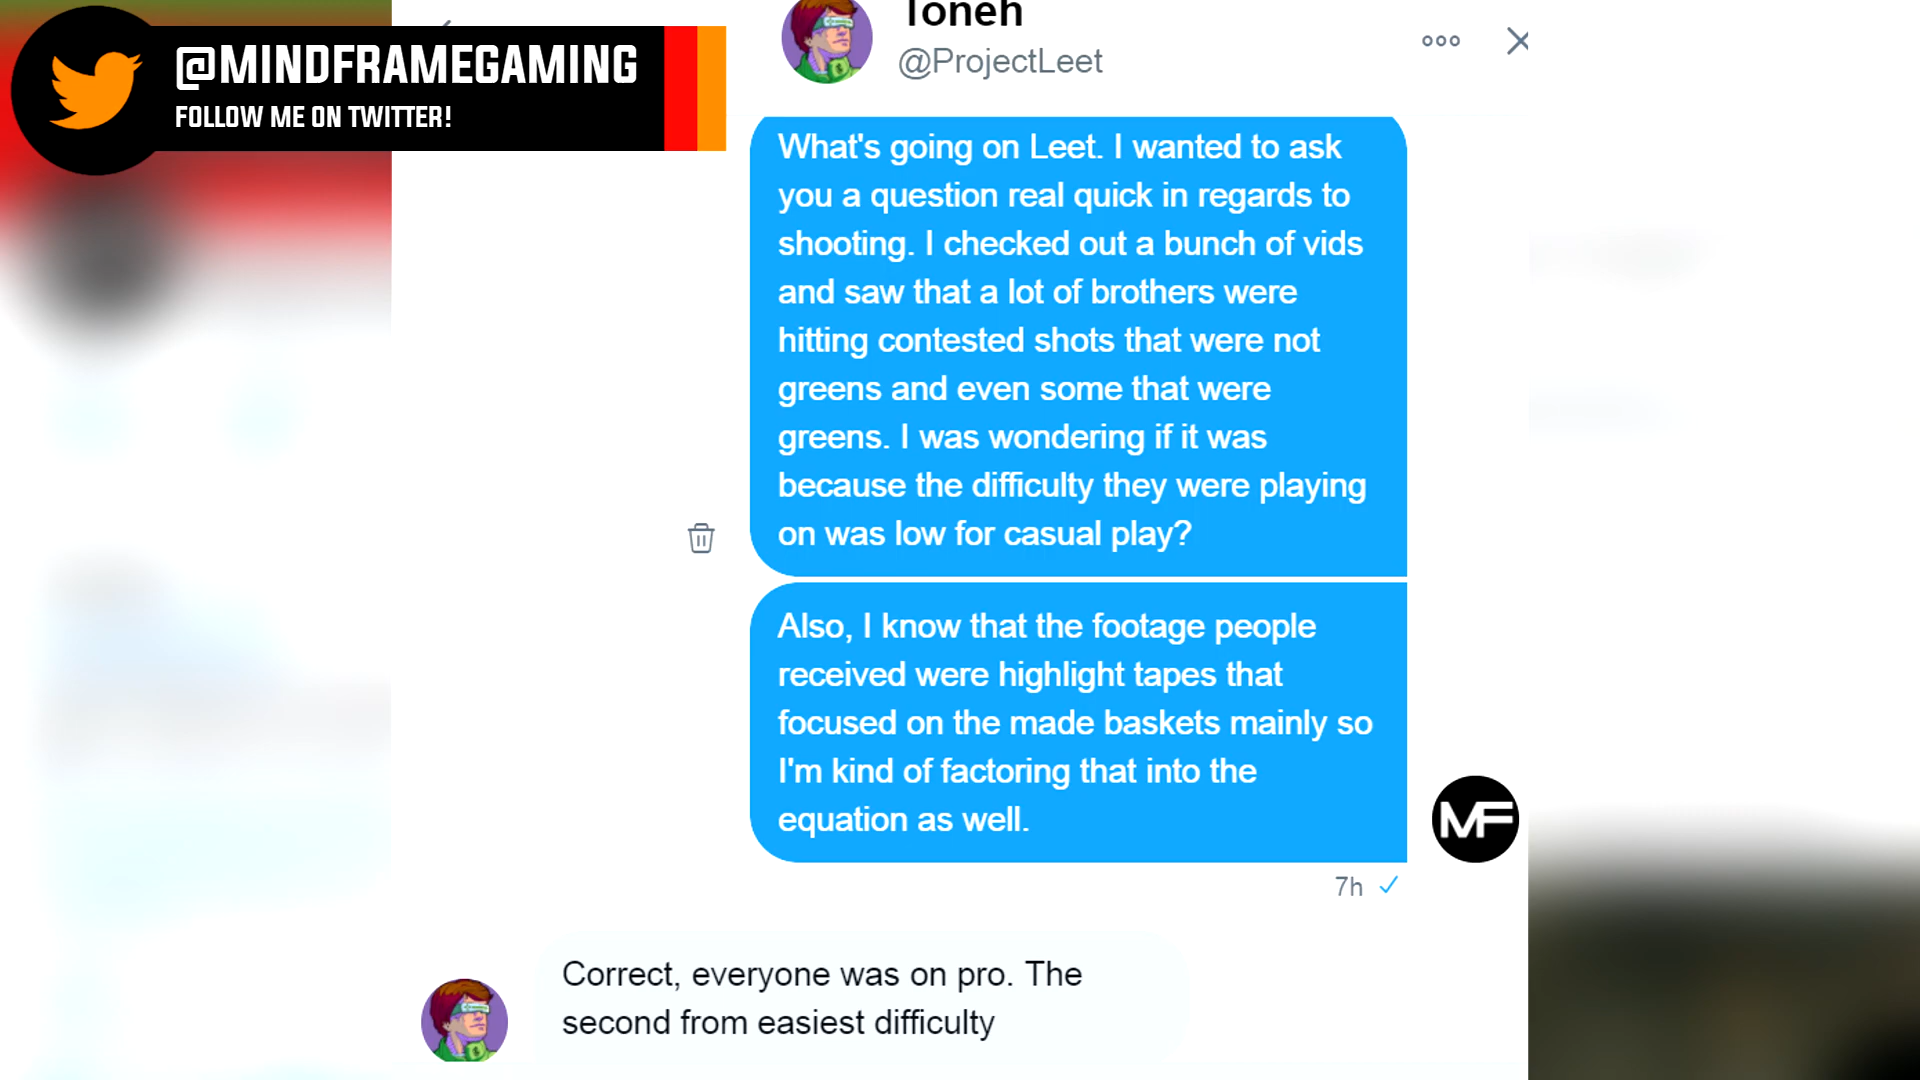 @MINDFRAMEGAMING
FOLLOW ME ON TWITTER!
Toneh
@ProjectLeet
What's going on Leet. I wanted to ask
you a question real quick in regards to
shooting. I checked out a bunch of vids
and saw that a lot of brothers were
hitting contested shots that were not
greens and even some that were
greens. I was wondering if it was
because the difficulty they were playing
on was low for casual play?
Also, I know that the footage people
received were highlight tapes that
focused on the made baskets mainly so
I'm kind of factoring that into the
equation as well.
MF
7h
Correct, everyone was on pro. The
second from easiest difficulty